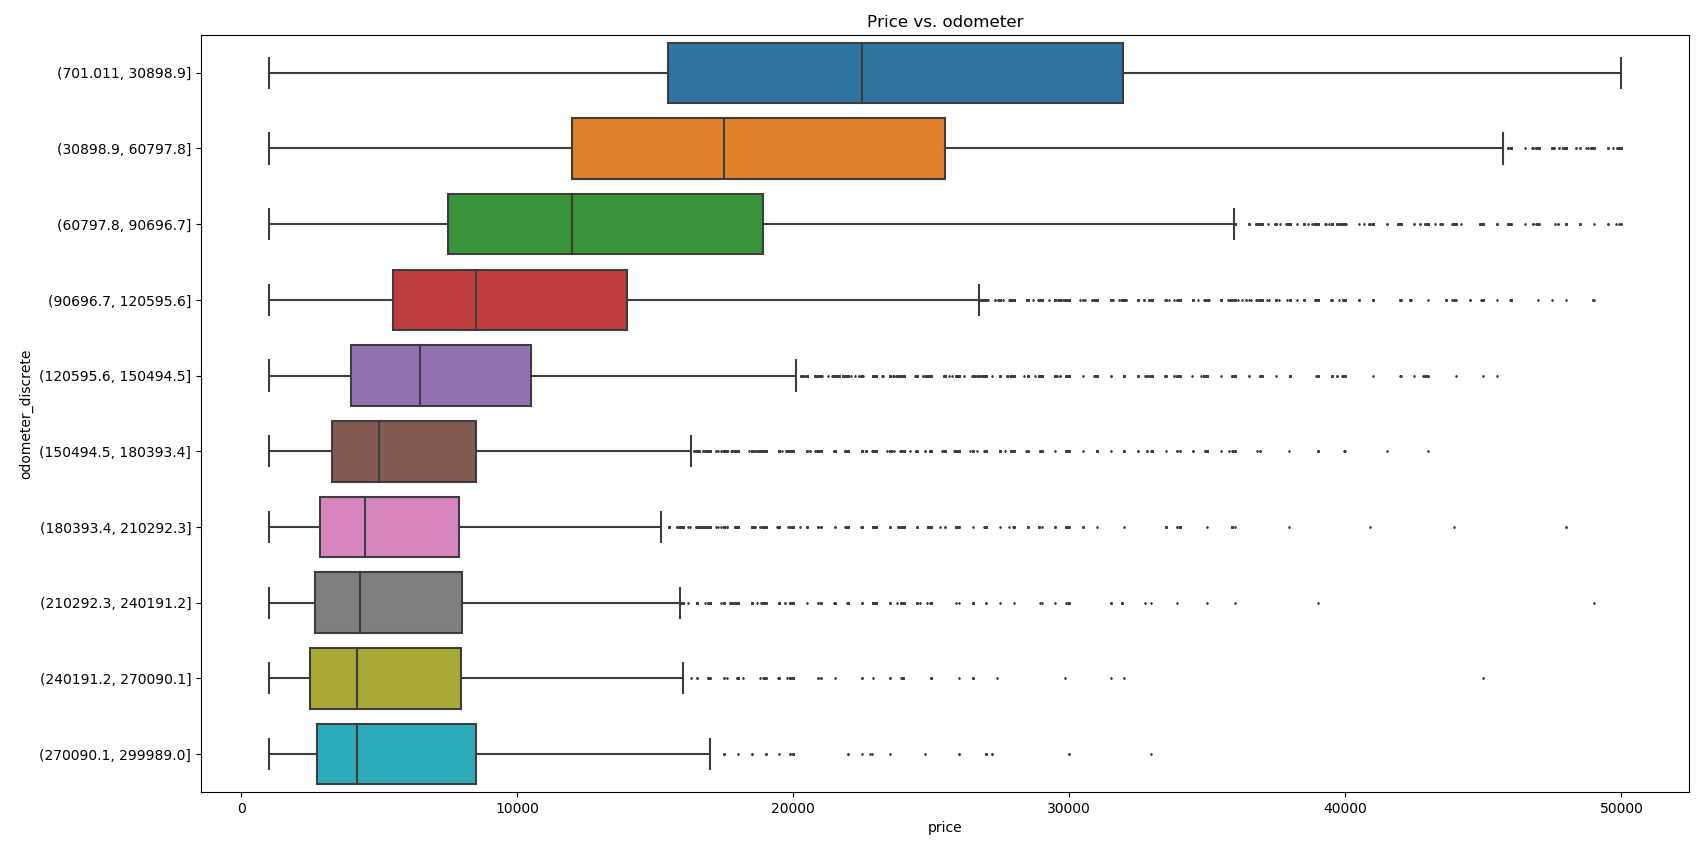 Price vs. odometer
odometer_discrete
(701.011, 30898.9]
(30898.9, 60797.8]
(60797.8, 90696.7]
(90696.7, 120595.6]
(120595.6, 150494.5]
(150494.5, 180393.4]
(180393.4, 210292.3]
(210292.3, 240191.2]
(240191.2, 270090.1]
(270090.1, 299989.0]
0 10000 20000 30000 40000 50000
price